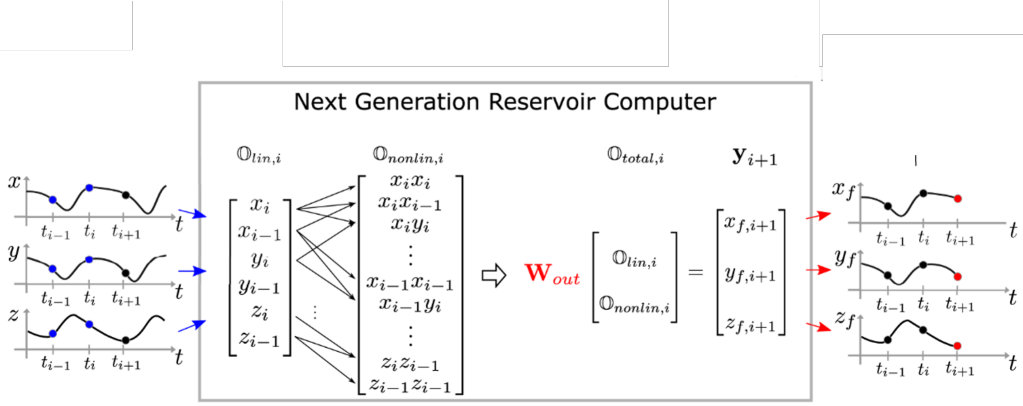 Next Generation Reservoir Computer
𝕆_{lin,i}
𝕆_{nonlin,i}
𝕆_{total,i}
y_{i+1}
x
t
t_{i-1} t_i t_{i+1}
y
t
t_{i-1} t_i t_{i+1}
z
t
t_{i-1} t_i t_{i+1}
x_i
x_{i-1}
y_i
y_{i-1}
z_i
z_{i-1}
⋮
x_i x_i
x_i x_{i-1}
x_i y_i
⋮
x_{i-1} x_{i-1}
x_{i-1} y_i
⋮
z_i z_{i-1}
z_{i-1} z_{i-1}
W_{out}
𝕆_{lin,i}
𝕆_{nonlin,i}
=
x_{f,i+1}
y_{f,i+1}
z_{f,i+1}
x_f
t
t_{i-1} t_i t_{i+1}
y_f
t
t_{i-1} t_i t_{i+1}
z_f
t
t_{i-1} t_i t_{i+1}